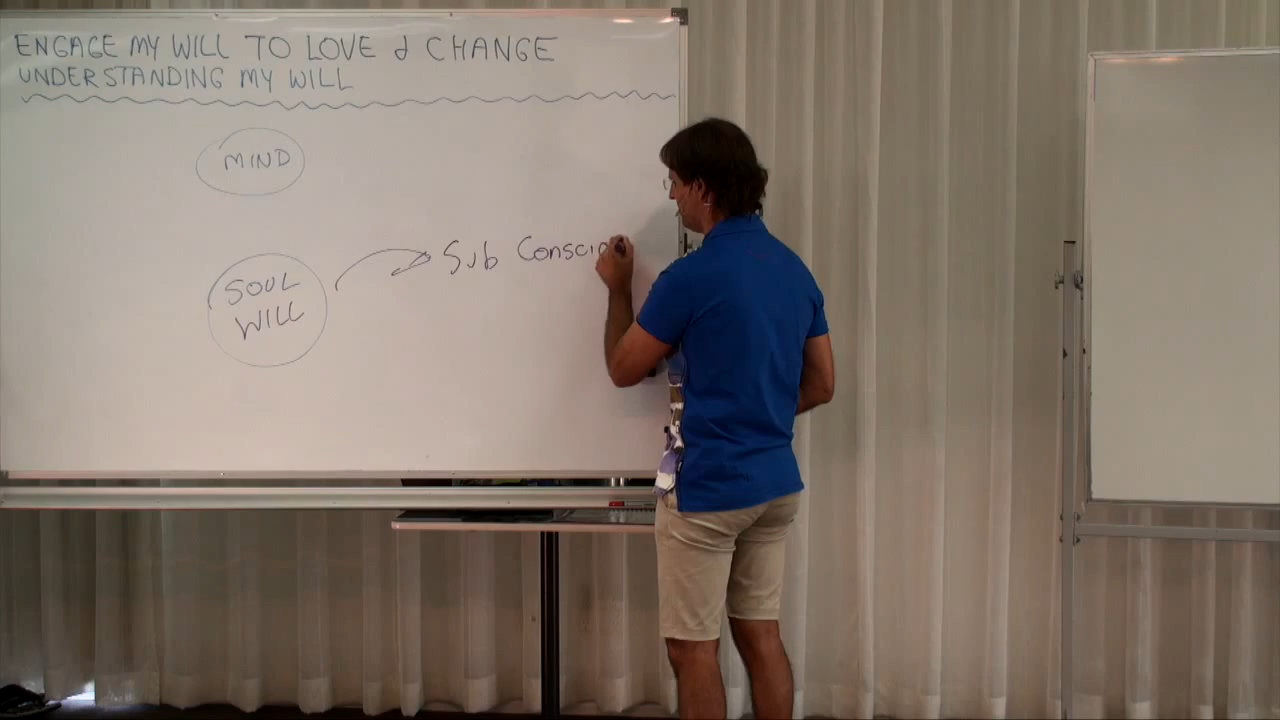 ENGAGE MY WILL TO LOVE & CHANGE
UNDERSTANDING MY WILL
MIND
Sub Conscio
SOUL
WILL